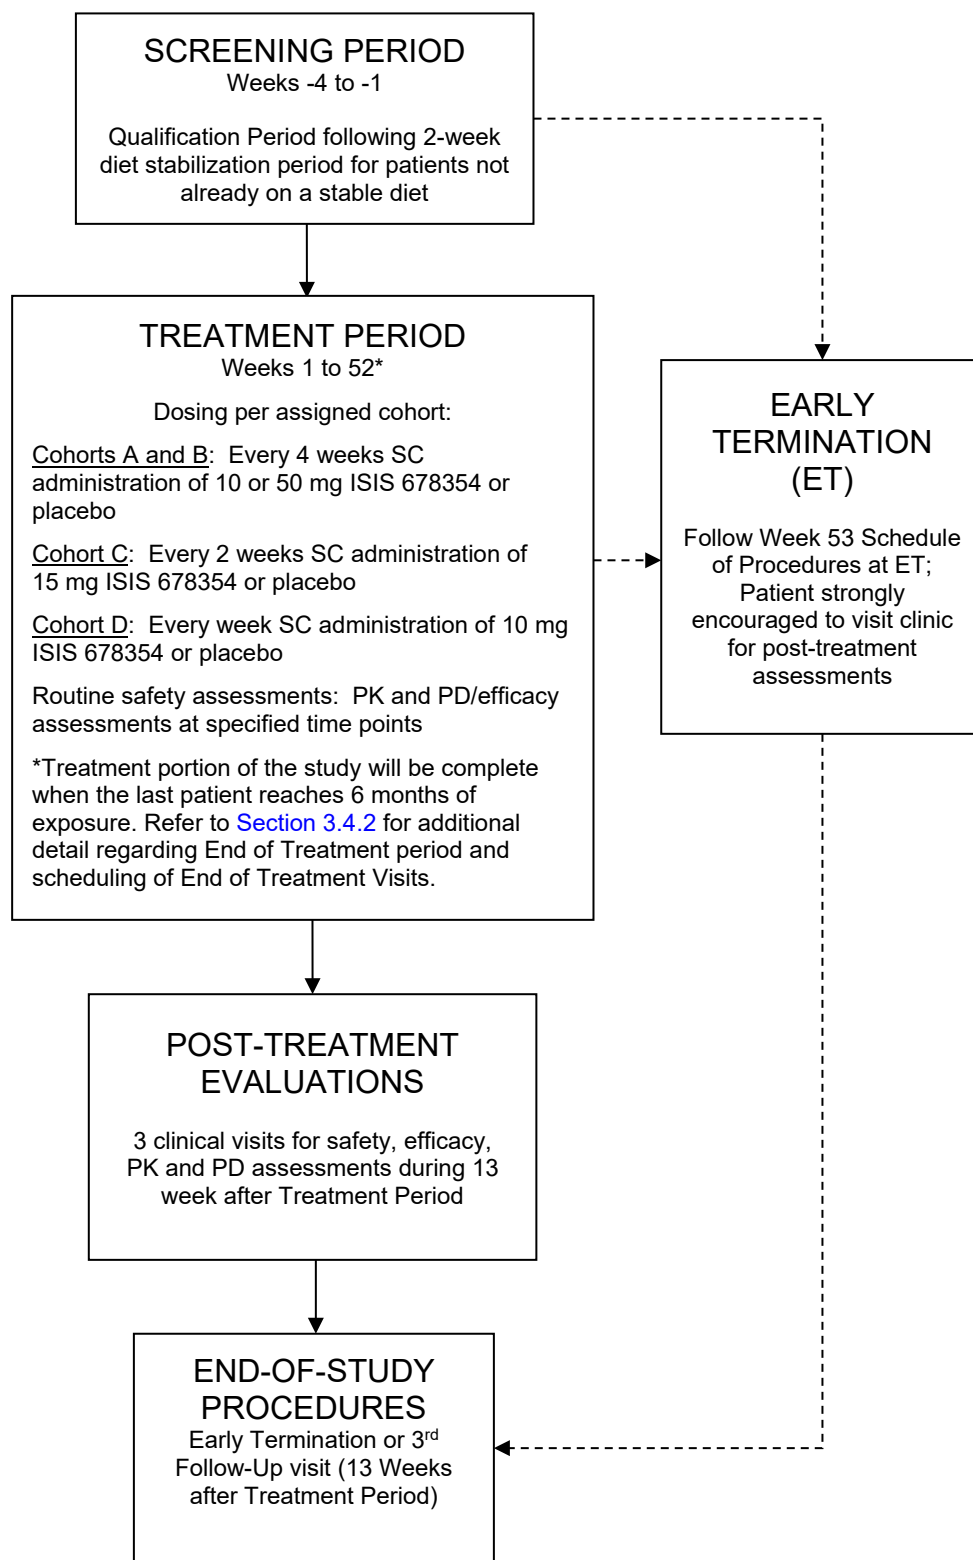 SCREENING PERIOD
Weeks -4 to -1
Qualification Period following 2-week
diet stabilization period for patients not
already on a stable diet
TREATMENT PERIOD
Weeks 1 to 52*
Dosing per assigned cohort:
Cohorts A and B:  Every 4 weeks SC
administration of 10 or 50 mg ISIS 678354 or
placebo
Cohort C:  Every 2 weeks SC administration of
15 mg ISIS 678354 or placebo
Cohort D:  Every week SC administration of 10 mg
ISIS 678354 or placebo
Routine safety assessments:  PK and PD/efficacy
assessments at specified time points
*Treatment portion of the study will be complete
when the last patient reaches 6 months of
exposure. Refer to Section 3.4.2 for additional
detail regarding End of Treatment period and
scheduling of End of Treatment Visits.
EARLY
TERMINATION
(ET)
Follow Week 53 Schedule
of Procedures at ET;
Patient strongly
encouraged to visit clinic
for post-treatment
assessments
POST-TREATMENT
EVALUATIONS
3 clinical visits for safety, efficacy,
PK and PD assessments during 13
week after Treatment Period
END-OF-STUDY
PROCEDURES
Early Termination or 3rd
Follow-Up visit (13 Weeks
after Treatment Period)